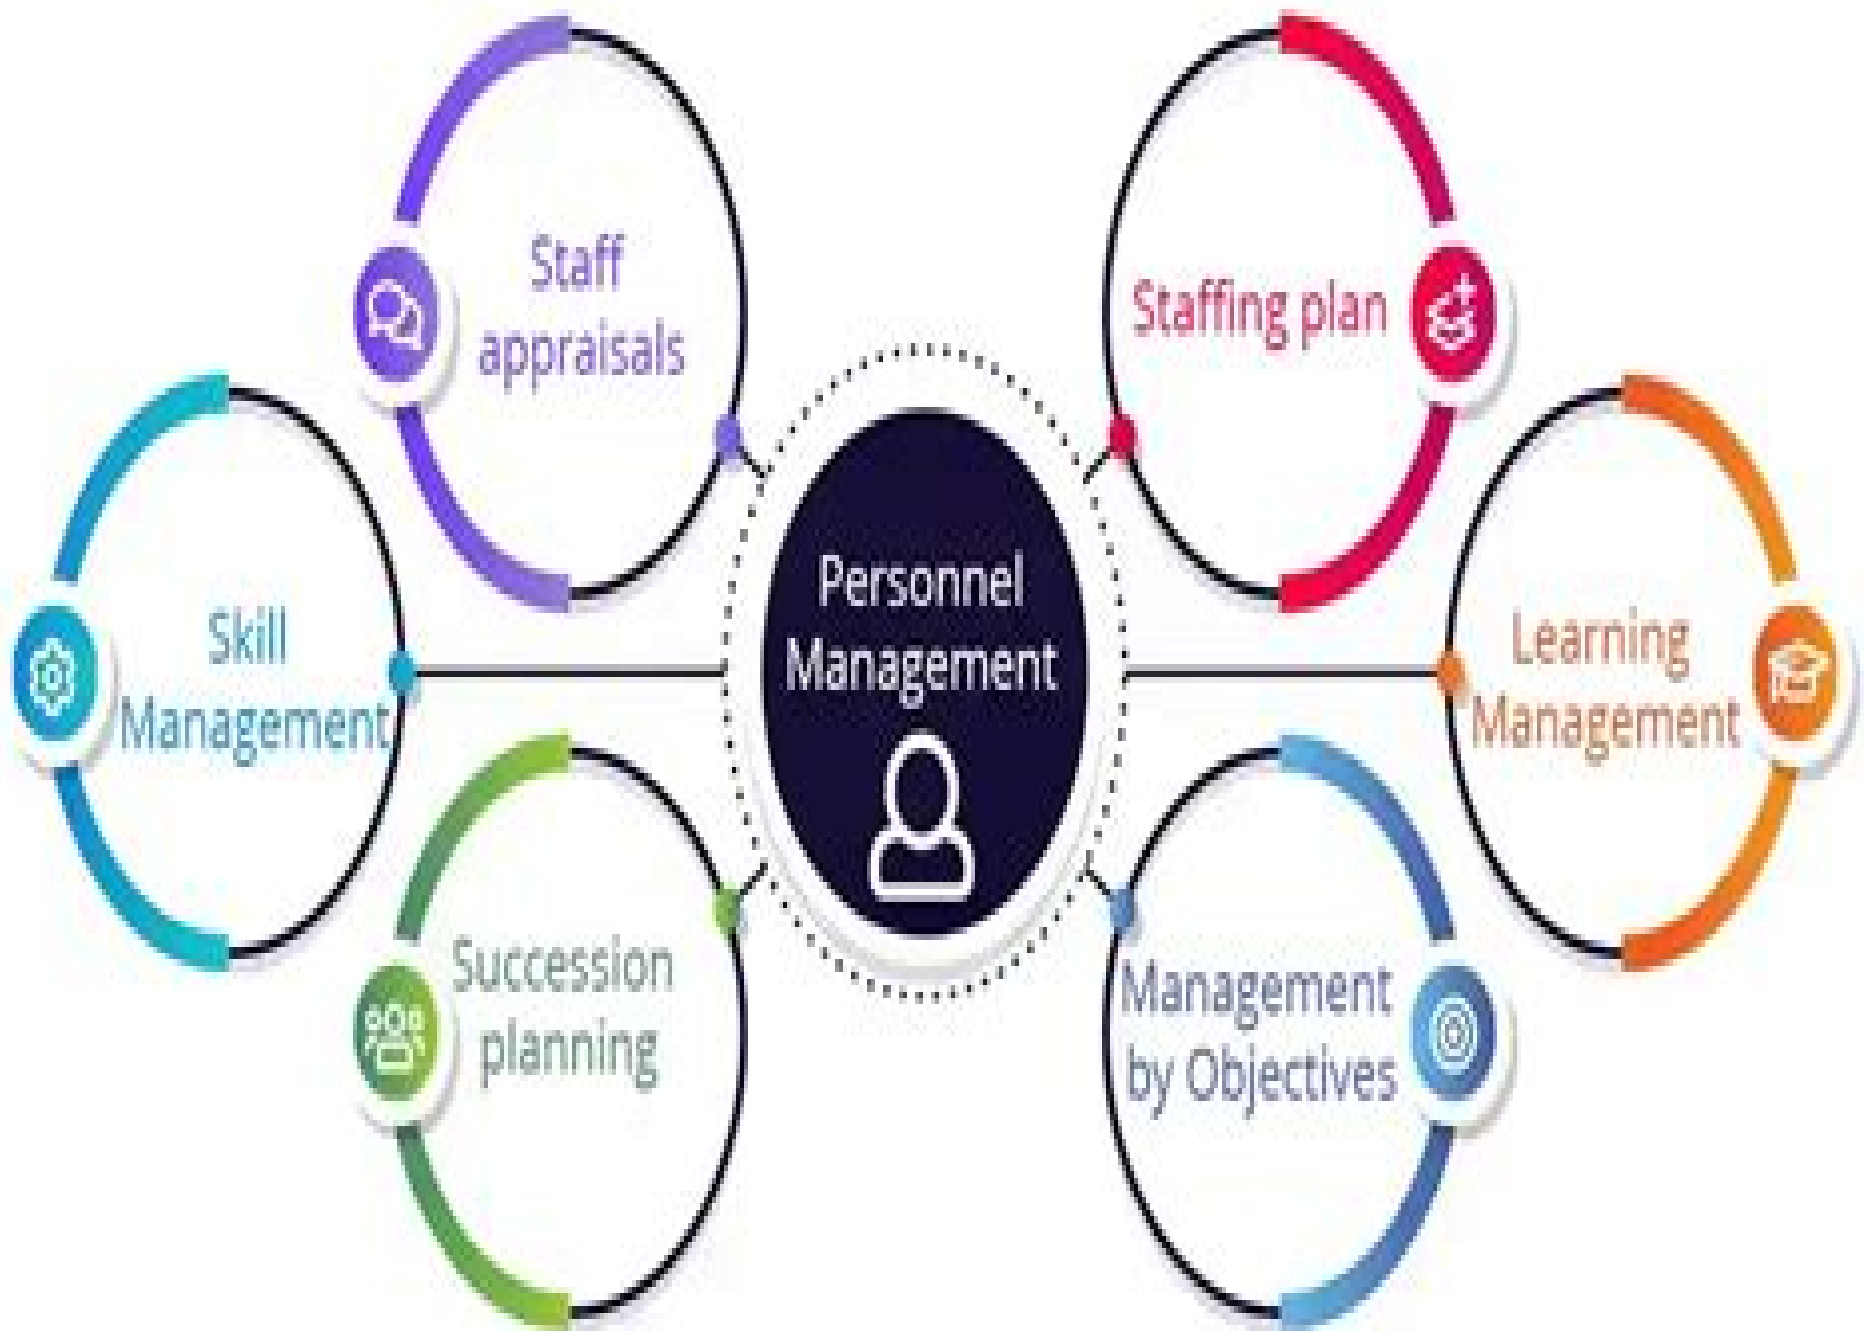 Staff
appraisals
Staffing plan
Skill
Management
Personnel
Management
Learning
Management
Succession
planning
Management
by Objectives